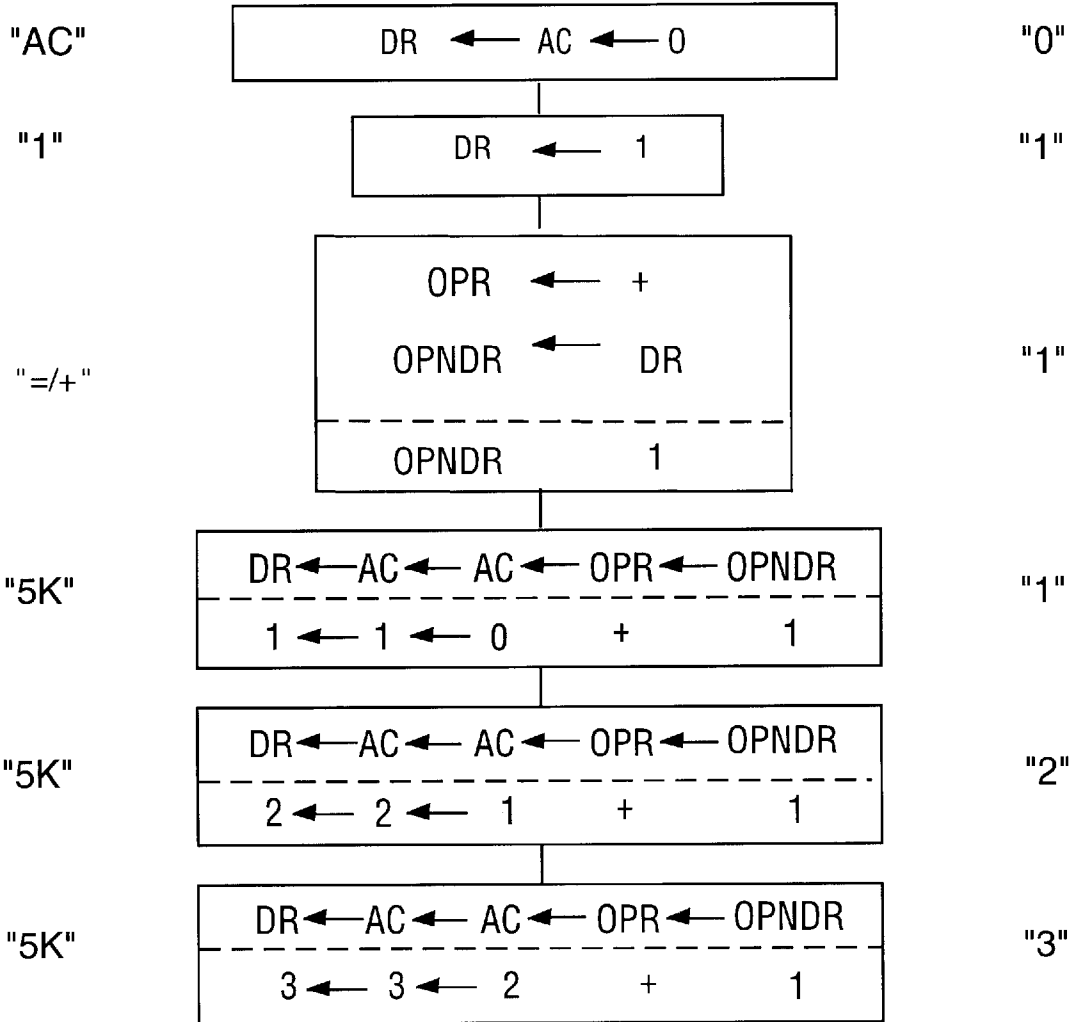 "AC" DR ← AC ← 0 "0"
"1" DR ← 1 "1"
OPR ← +
"=/+" OPNDR ← DR "1"
OPNDR 1
"5K" DR ← AC ← AC ← OPR ← OPNDR "1"
1 ← 1 ← 0 + 1
"5K" DR ← AC ← AC ← OPR ← OPNDR "2"
2 ← 2 ← 1 + 1
"5K" DR ← AC ← AC ← OPR ← OPNDR "3"
3 ← 3 ← 2 + 1